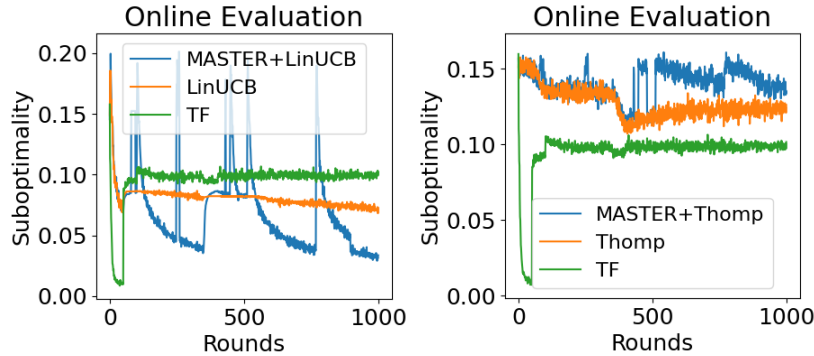 Online Evaluation
Suboptimality
0.20
0.15
0.10
0.05
0.00
MASTER+LinUCB
LinUCB
TF
0
500
1000
Rounds
Online Evaluation
Suboptimality
0.15
0.10
0.05
0.00
MASTER+Thomp
Thomp
TF
0
500
1000
Rounds